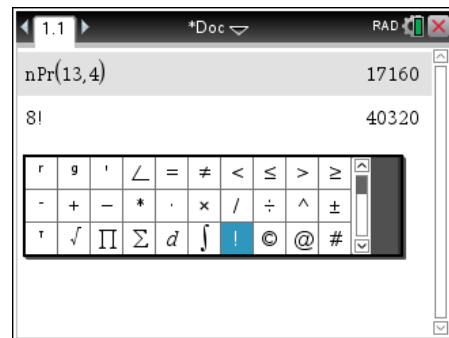 1.1 *Doc RAD
nPr(13,4) 17160
8! 40320
ʳ ᵍ ' ∠ = ≠ < ≤ > ≥
⁻ + − * · × / ÷ ^ ±
ᵀ √ ∏ Σ d ∫ ! © @ #